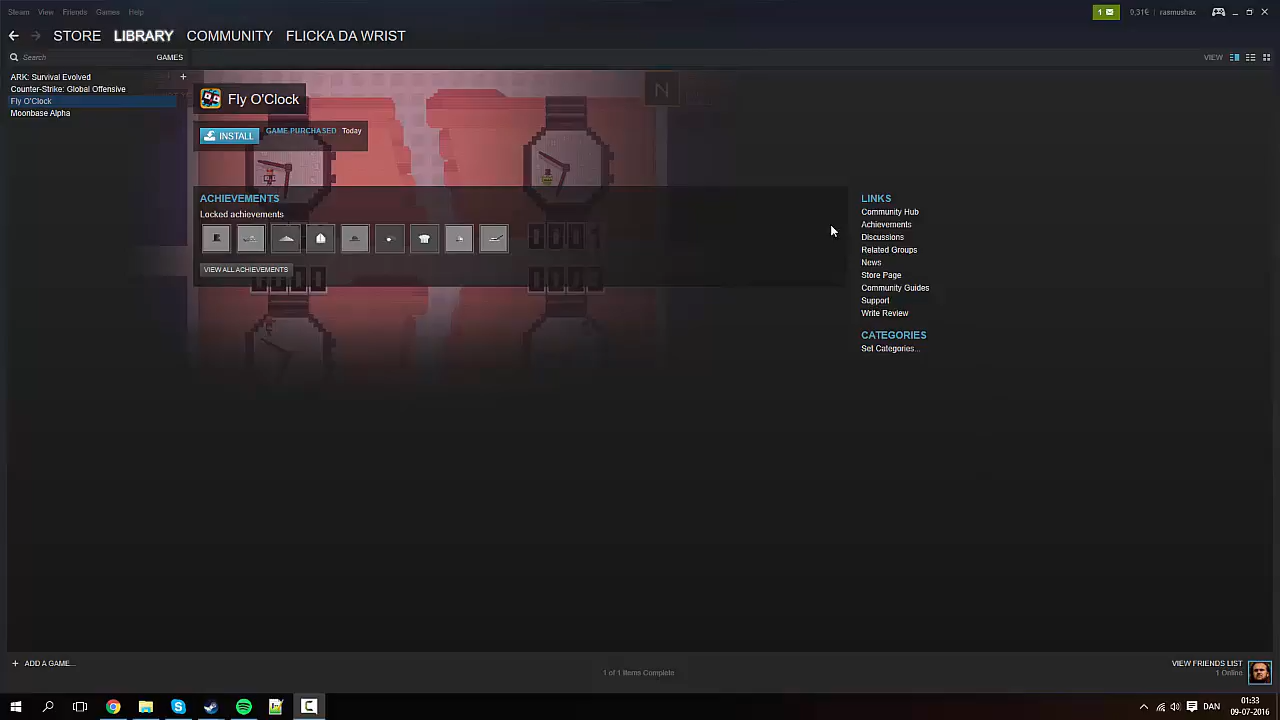 Steam View Friends Games Help
1 9,31€ rasmushax
STORE LIBRARY COMMUNITY FLICKA DA WRIST
Search GAMES VIEW
ARK: Survival Evolved
Counter-Strike: Global Offensive
Fly O'Clock
Moonbase Alpha
N
Fly O'Clock
INSTALL GAME PURCHASED Today
ACHIEVEMENTS
Locked achievements
VIEW ALL ACHIEVEMENTS
LINKS
Community Hub
Achievements
Discussions
Related Groups
News
Store Page
Community Guides
Support
Write Review
CATEGORIES
Set Categories...
+ ADD A GAME...
1 of 1 Items Complete
VIEW FRIENDS LIST
1 Online
DAN
01:33
09-07-2016